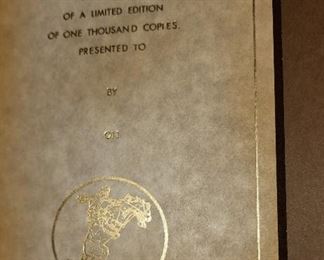 OF A LIMITED EDITION
OF ONE THOUSAND COPIES.
PRESENTED TO
BY
ON